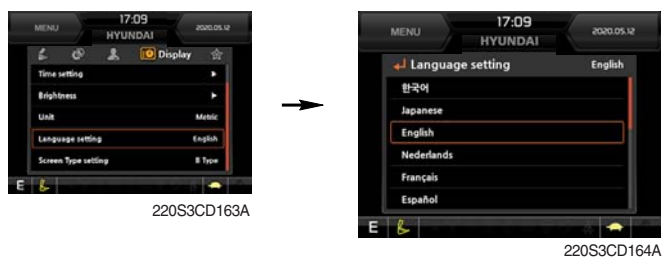 MENU
17:09
HYUNDAI
2020.05.12
Display
Time setting
Brightness
Unit Metric
Language setting English
Screen Type setting B Type
E
220S3CD163A
MENU
17:09
HYUNDAI
2020.05.12
Language setting English
한국어
Japanese
English
Nederlands
Français
Español
E
220S3CD164A